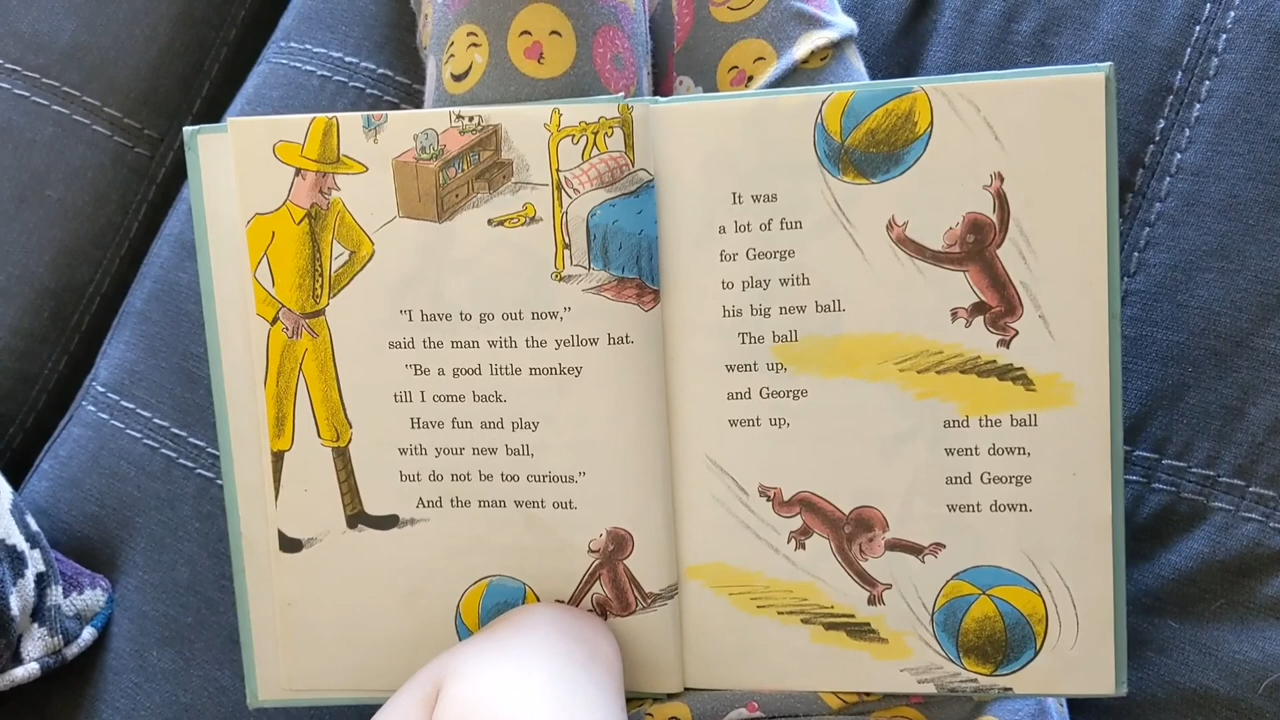 "I have to go out now,"
said the man with the yellow hat.
"Be a good little monkey
till I come back.
Have fun and play
with your new ball,
but do not be too curious."
And the man went out.
It was
a lot of fun
for George
to play with
his big new ball.
The ball
went up,
and George
went up,
and the ball
went down,
and George
went down.